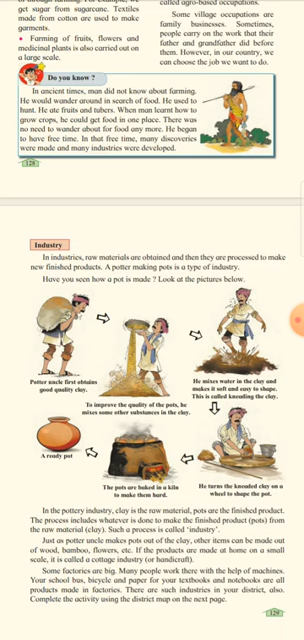 get sugar from sugarcane. Textiles
made from cotton are used to make
garments.
• Farming of fruits, flowers and
medicinal plants is also carried out on
a large scale.
called agro-based occupations.
Some village occupations are
family businesses. Sometimes,
people carry on the work that their
father and grandfather did before
them. However, in our country, we
can choose the job we want to do.
Do you know ?
In ancient times, man did not know about farming.
He would wander around in search of food. He used to
hunt. He ate fruits and tubers. When man learnt how to
grow crops, he could get food in one place. There was
no need to wander about for food any more. He began
to have free time. In that free time, many discoveries
were made and many industries were developed.
128
Industry
In industries, raw materials are obtained and then they are processed to make
new finished products. A potter making pots is a type of industry.
Have you seen how a pot is made ? Look at the pictures below.
Potter uncle first obtains
good quality clay.
To improve the quality of the pots, he
mixes some other substances in the clay.
He mixes water in the clay and
makes it soft and easy to shape.
This is called kneading the clay.
A ready pot
The pots are baked in a kiln
to make them hard.
He turns the kneaded clay on a
wheel to shape the pot.
In the pottery industry, clay is the raw material, pots are the finished product.
The process includes whatever is done to make the finished product (pots) from
the raw material (clay). Such a process is called 'industry'.
Just as potter uncle makes pots out of the clay, other items can be made out
of wood, bamboo, flowers, etc. If the products are made at home on a small
scale, it is called a cottage industry (or handicraft).
Some factories are big. Many people work there with the help of machines.
Your school bus, bicycle and paper for your textbooks and notebooks are all
products made in factories. There are such industries in your district, also.
Complete the activity using the district map on the next page.
129